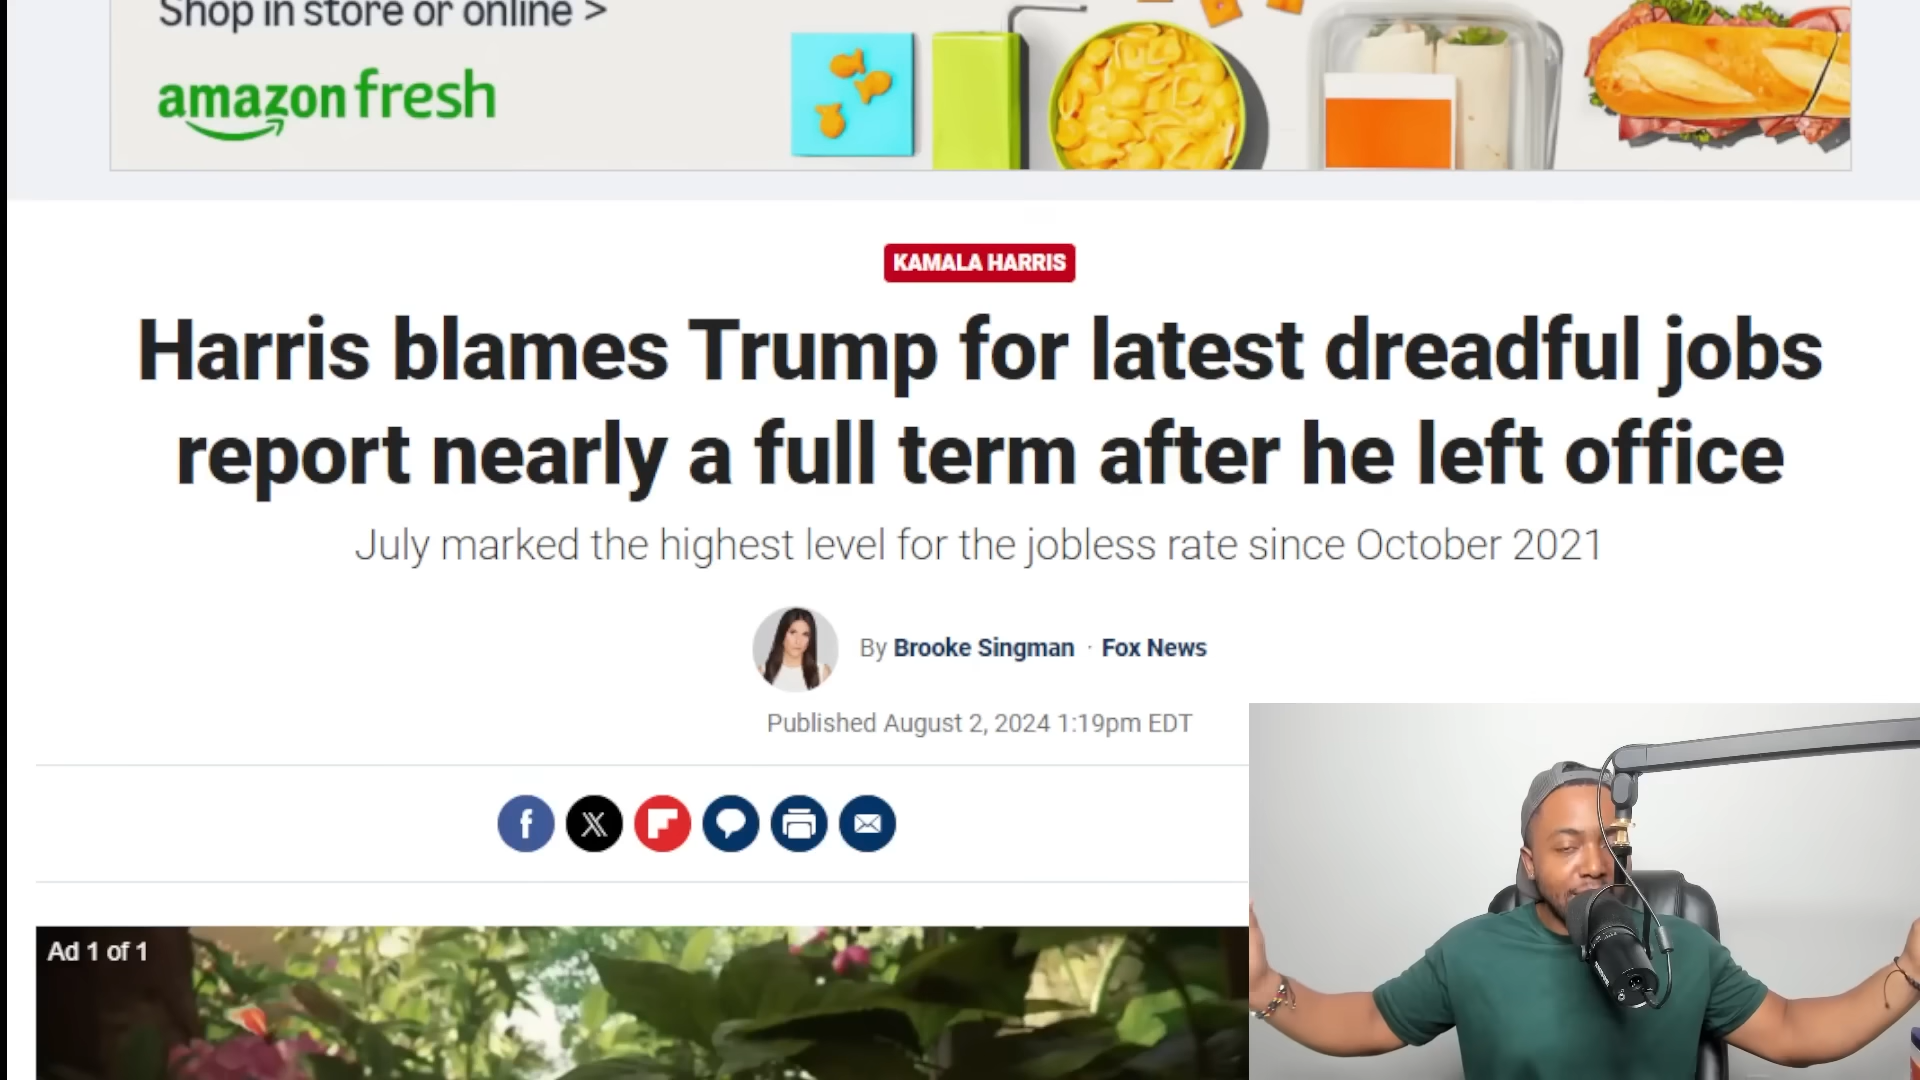 Shop in store or online >
amazon fresh
KAMALA HARRIS
Harris blames Trump for latest dreadful jobs
report nearly a full term after he left office
July marked the highest level for the jobless rate since October 2021
By Brooke Singman · Fox News
Published August 2, 2024 1:19pm EDT
Ad 1 of 1